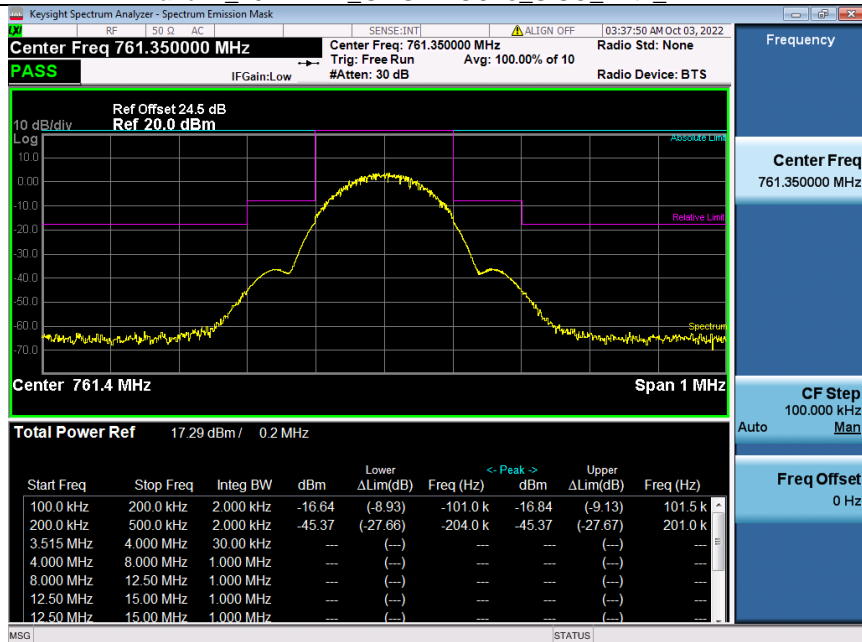 Keysight Spectrum Analyzer - Spectrum Emission Mask
LXI RF 50 Ω AC SENSE:INT ALIGN OFF 03:37:50 AM Oct 03, 2022
Center Freq 761.350000 MHz
Center Freq: 761.350000 MHz Radio Std: None
Trig: Free Run Avg: 100.00% of 10
PASS IFGain:Low #Atten: 30 dB Radio Device: BTS
Ref Offset 24.5 dB
10 dB/div Ref 20.0 dBm
Log
Absolute Limit
10.0
0.00
-10.0
Relative Limit
-20.0
-30.0
-40.0
-50.0
-60.0
Spectrum
-70.0
Center 761.4 MHz Span 1 MHz
Total Power Ref 17.29 dBm / 0.2 MHz
Lower <- Peak -> Upper
Start Freq Stop Freq Integ BW dBm ΔLim(dB) Freq (Hz) dBm ΔLim(dB) Freq (Hz)
100.0 kHz 200.0 kHz 2.000 kHz -16.64 (-8.93) -101.0 k -16.84 (-9.13) 101.5 k
200.0 kHz 500.0 kHz 2.000 kHz -45.37 (-27.66) -204.0 k -45.37 (-27.67) 201.0 k
3.515 MHz 4.000 MHz 30.00 kHz --- (---) --- --- (---) ---
4.000 MHz 8.000 MHz 1.000 MHz --- (---) --- --- (---) ---
8.000 MHz 12.50 MHz 1.000 MHz --- (---) --- --- (---) ---
12.50 MHz 15.00 MHz 1.000 MHz --- (---) --- --- (---) ---
12.50 MHz 15.00 MHz 1.000 MHz --- (---) --- --- (---) ---
MSG STATUS
Frequency
Center Freq
761.350000 MHz
CF Step
100.000 kHz
Auto Man
Freq Offset
0 Hz